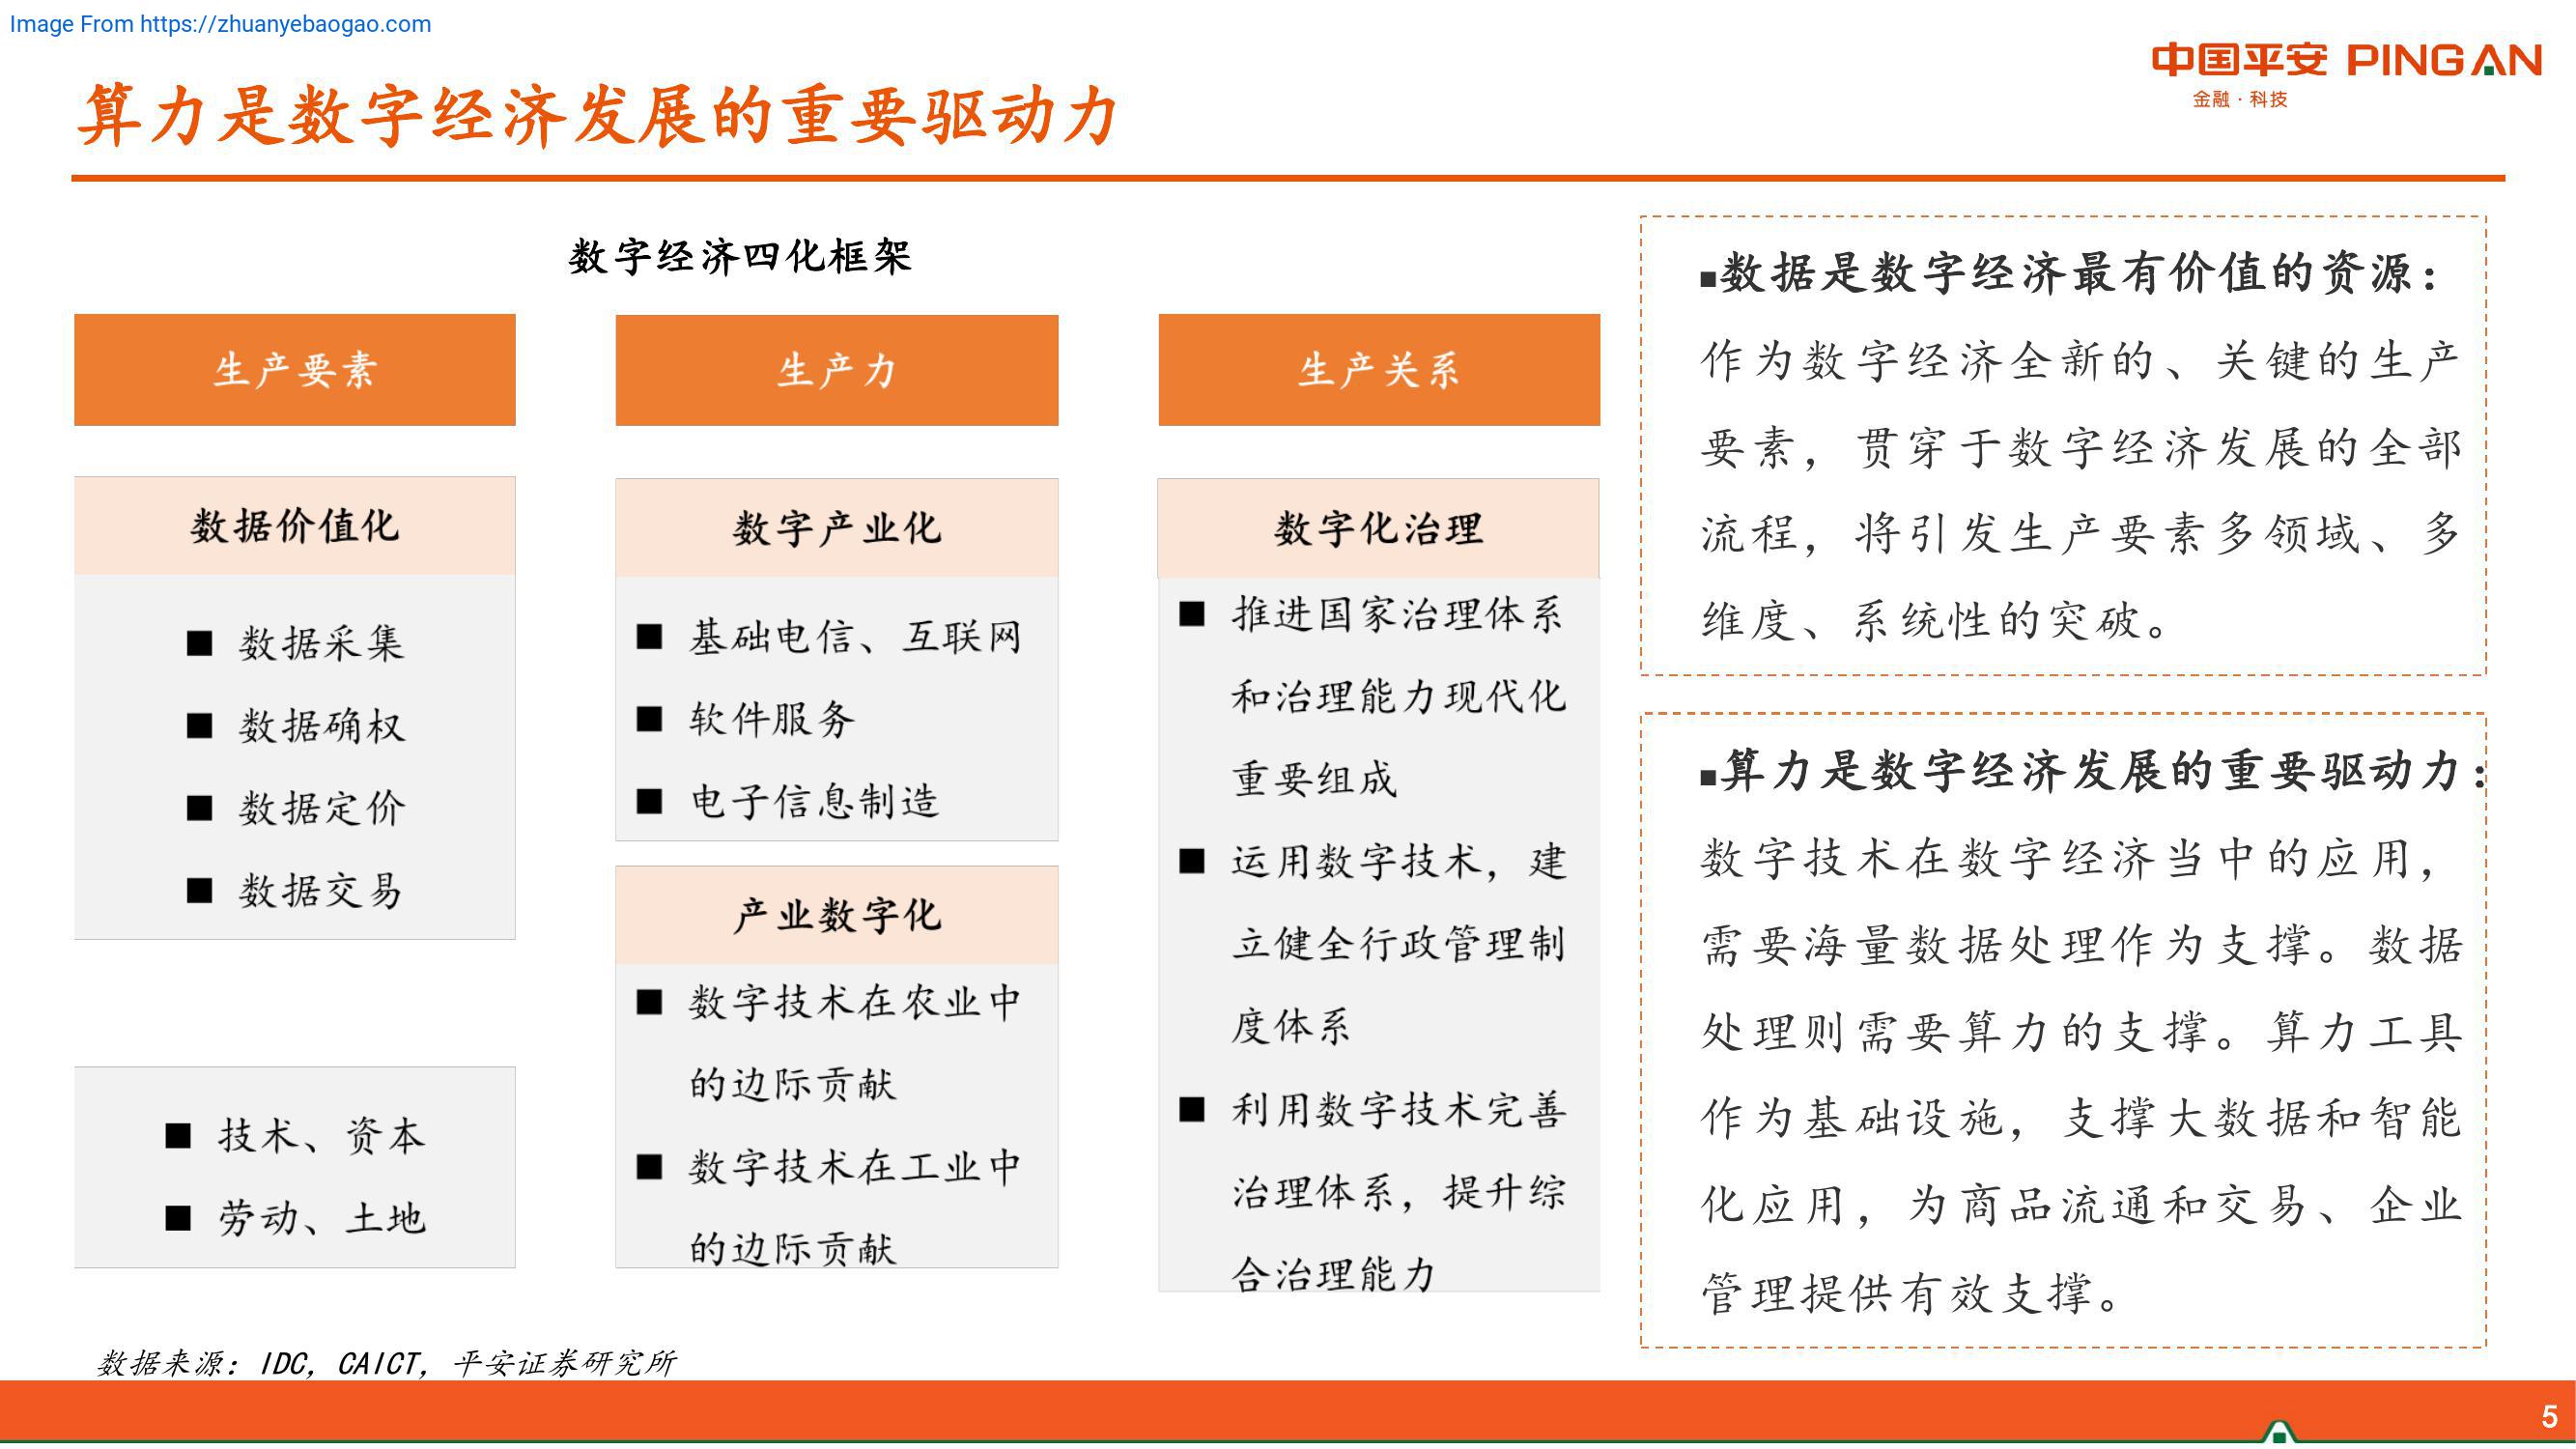 Image From https://zhuanyebaogao.com
中国平安 PINGAN
金融·科技
算力是数字经济发展的重要驱动力
数字经济四化框架
生产要素
数据价值化
■ 数据采集
■ 数据确权
■ 数据定价
■ 数据交易
■ 技术、资本
■ 劳动、土地
生产力
数字产业化
■ 基础电信、互联网
■ 软件服务
■ 电子信息制造
产业数字化
■ 数字技术在农业中
的边际贡献
■ 数字技术在工业中
的边际贡献
生产关系
数字化治理
■ 推进国家治理体系
和治理能力现代化
重要组成
■ 运用数字技术，建
立健全行政管理制
度体系
■ 利用数字技术完善
治理体系，提升综
合治理能力
■数据是数字经济最有价值的资源：
作为数字经济全新的、关键的生产
要素，贯穿于数字经济发展的全部
流程，将引发生产要素多领域、多
维度、系统性的突破。
■算力是数字经济发展的重要驱动力：
数字技术在数字经济当中的应用，
需要海量数据处理作为支撑。数据
处理则需要算力的支撑。算力工具
作为基础设施，支撑大数据和智能
化应用，为商品流通和交易、企业
管理提供有效支撑。
数据来源：IDC，CAICT，平安证券研究所
5